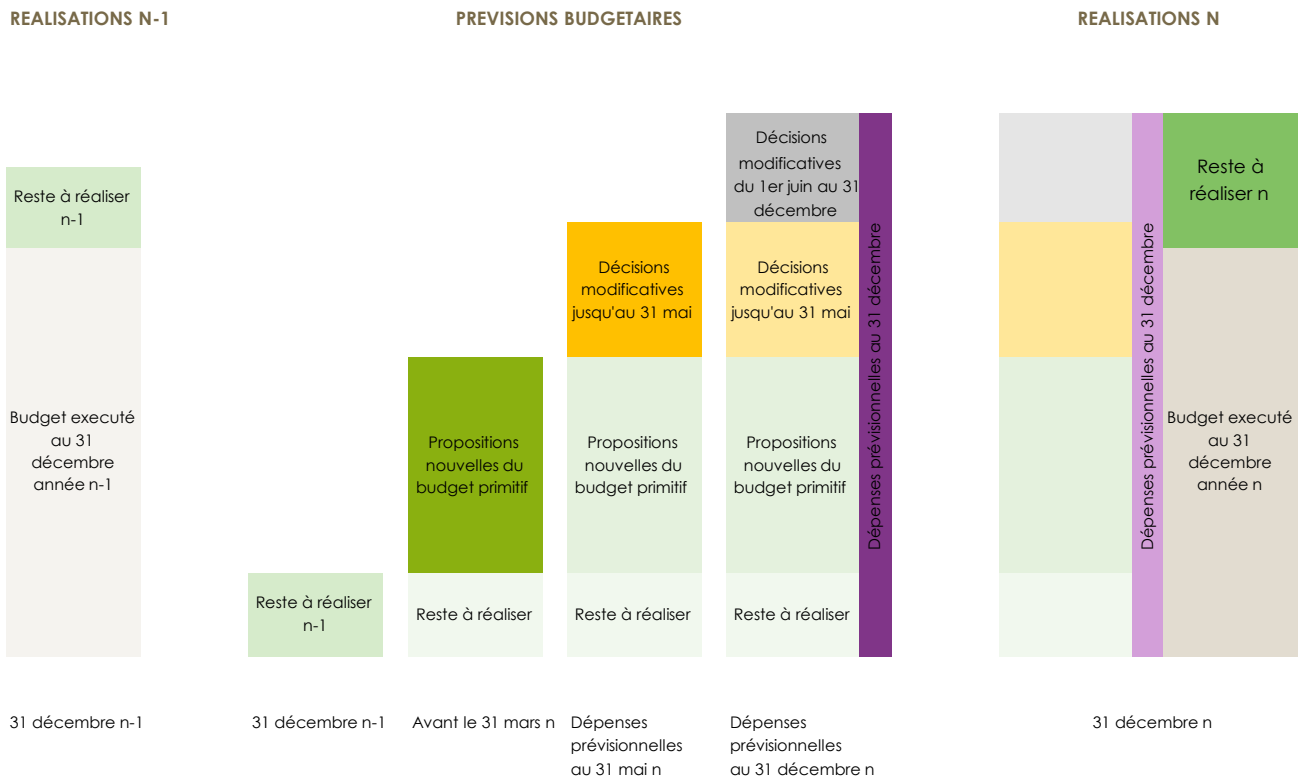 REALISATIONS N-1
PREVISIONS BUDGETAIRES
REALISATIONS N
Reste à réaliser
n-1
Budget executé
au 31
décembre
année n-1
31 décembre n-1
Reste à réaliser
n-1
31 décembre n-1
Propositions
nouvelles du
budget primitif
Reste à réaliser
Avant le 31 mars n
Décisions
modificatives
jusqu'au 31 mai
Propositions
nouvelles du
budget primitif
Reste à réaliser
Dépenses
prévisionnelles
au 31 mai n
Décisions
modificatives
du 1er juin au 31
décembre
Décisions
modificatives
jusqu'au 31 mai
Propositions
nouvelles du
budget primitif
Reste à réaliser
Dépenses
prévisionnelles
au 31 décembre n
Dépenses prévisionnelles au 31 décembre
Dépenses prévisionnelles au 31 décembre
Reste à
réaliser n
Budget executé
au 31
décembre
année n
31 décembre n